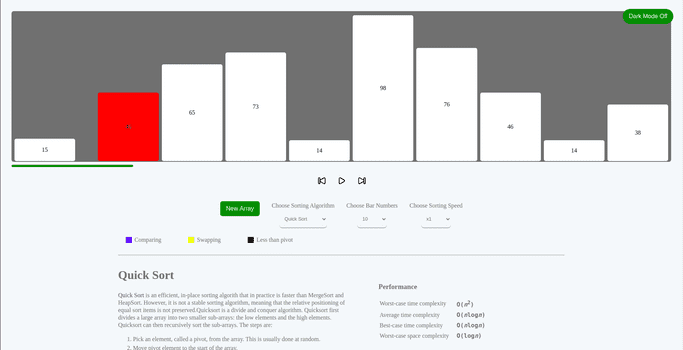 Dark Mode Off
98
76
73
65
46
38
15
14
14
New Array
Choose Sorting Algorithm
Choose Bar Numbers
Choose Sorting Speed
Quick Sort
10
x1
Comparing
Swapping
Less than pivot
Quick Sort
Quick Sort is an efficient, in-place sorting algorith that in practice is faster than MergeSort and
HeapSort. However, it is not a stable sorting algorithm, meaning that the relative positioning of
equal sort items is not preserved.Quicksort is a divide and conquer algorithm. Quicksort first
divides a large array into two smaller sub-arrays: the low elements and the high elements.
Quicksort can then recursively sort the sub-arrays. The steps are:
1. Pick an element, called a pivot, from the array. This is usually done at random.
2. Move pivot element to the start of the array.
Performance
Worst-case time complexity O(n²)
Average time complexity O(nlogn)
Best-case time complexity O(nlogn)
Worst-case space complexity O(logn)